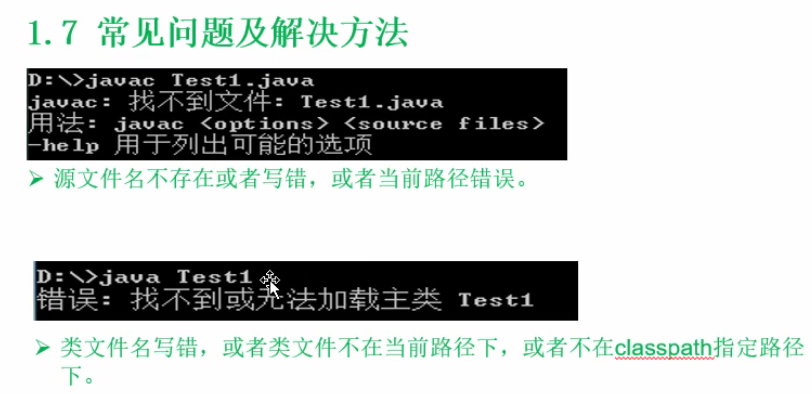 1.7 常见问题及解决方法
D:\>javac Test1.java
javac: 找不到文件: Test1.java
用法: javac <options> <source files>
-help 用于列出可能的选项
➢ 源文件名不存在或者写错，或者当前路径错误。
D:\>java Test1
错误: 找不到或无法加载主类 Test1
➢ 类文件名写错，或者类文件不在当前路径下，或者不在classpath指定路径
下。